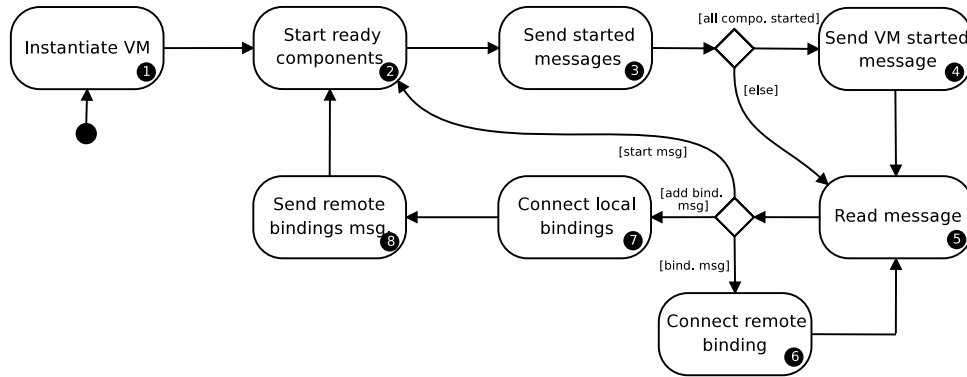 Instantiate VM
1
Start ready
components
2
Send started
messages
3
[all compo. started]
[else]
Send VM started
message
4
[start msg]
Send remote
bindings msg.
8
Connect local
bindings
7
[add bind.
msg]
[bind. msg]
Read message
5
Connect remote
binding
6